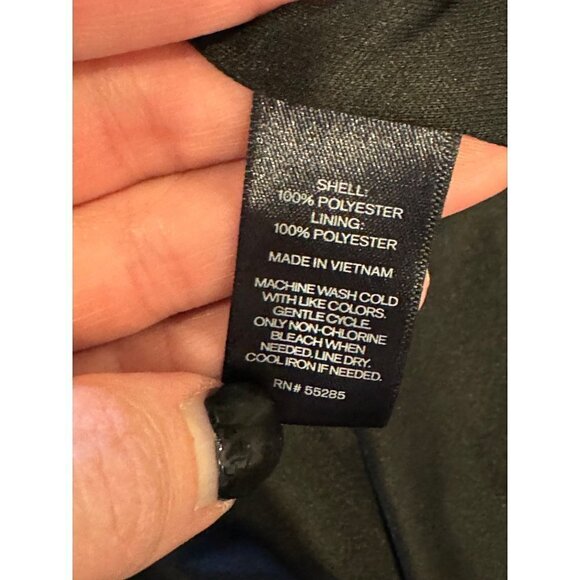 SHELL:
100% POLYESTER
LINING:
100% POLYESTER
MADE IN VIETNAM
MACHINE WASH COLD
WITH LIKE COLORS.
GENTLE CYCLE.
ONLY NON-CHLORINE
BLEACH WHEN
NEEDED. LINE DRY.
COOL IRON IF NEEDED.
RN# 55285